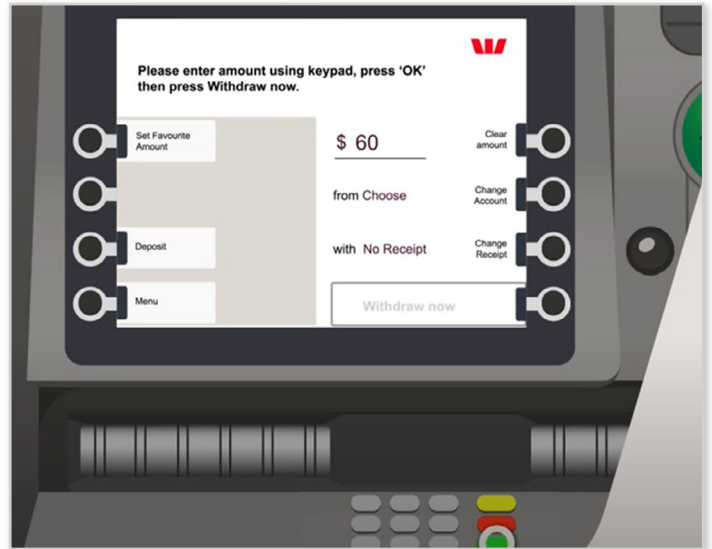 Please enter amount using keypad, press ‘OK’
then press Withdraw now.
Set Favourite
Amount
$ 60
Clear
amount
from Choose
Change
Account
Deposit
with No Receipt
Change
Receipt
Menu
Withdraw now